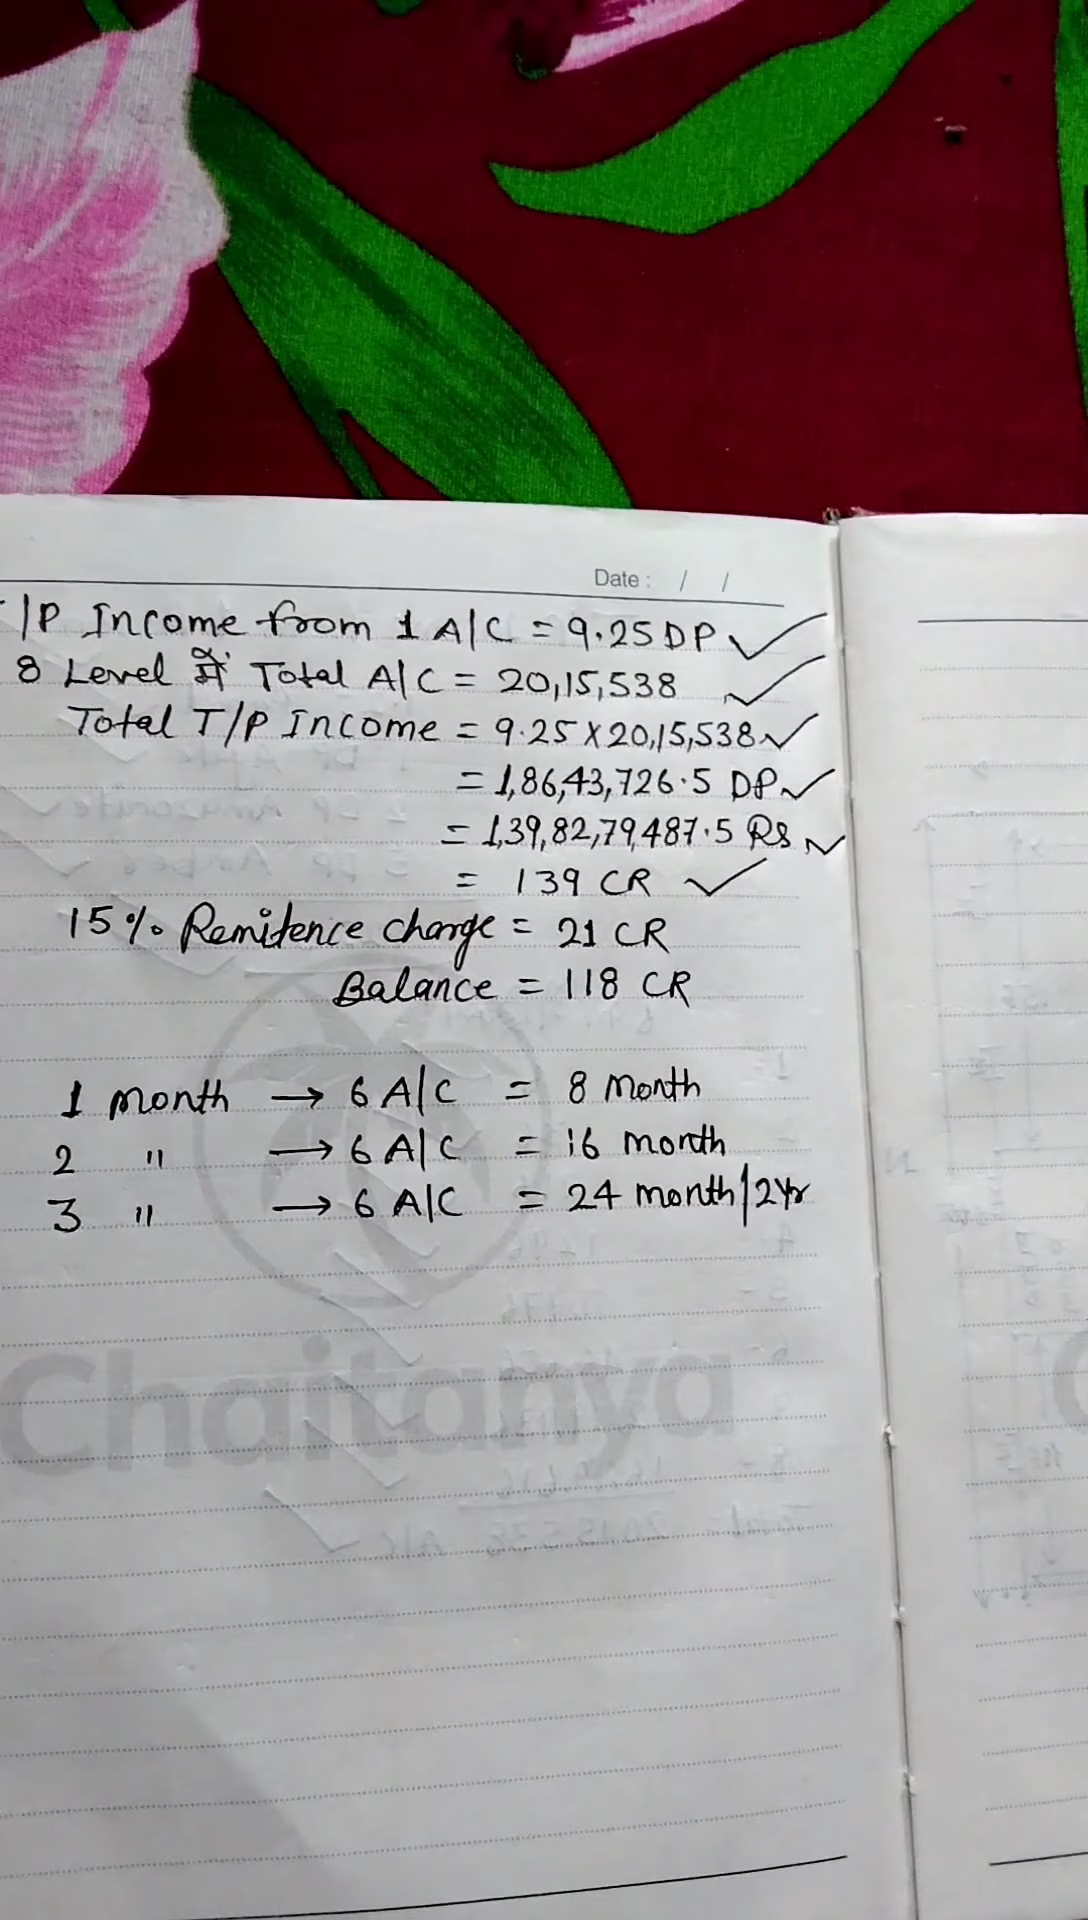 Date : / /
T/P Income from 1 A/C = 9.25 DP ✓
8 Level में Total A/C = 20,15,538 ✓
Total T/P Income = 9.25 x 20,15,538 ✓
= 1,86,43,726.5 DP ✓
= 1,39,82,79,487.5 Rs ✓
= 139 CR ✓
15% Remitence charge = 21 CR
Balance = 118 CR
1 month → 6 A/C = 8 month
2 " → 6 A/C = 16 month
3 " → 6 A/C = 24 month/2yr
Chaitanya